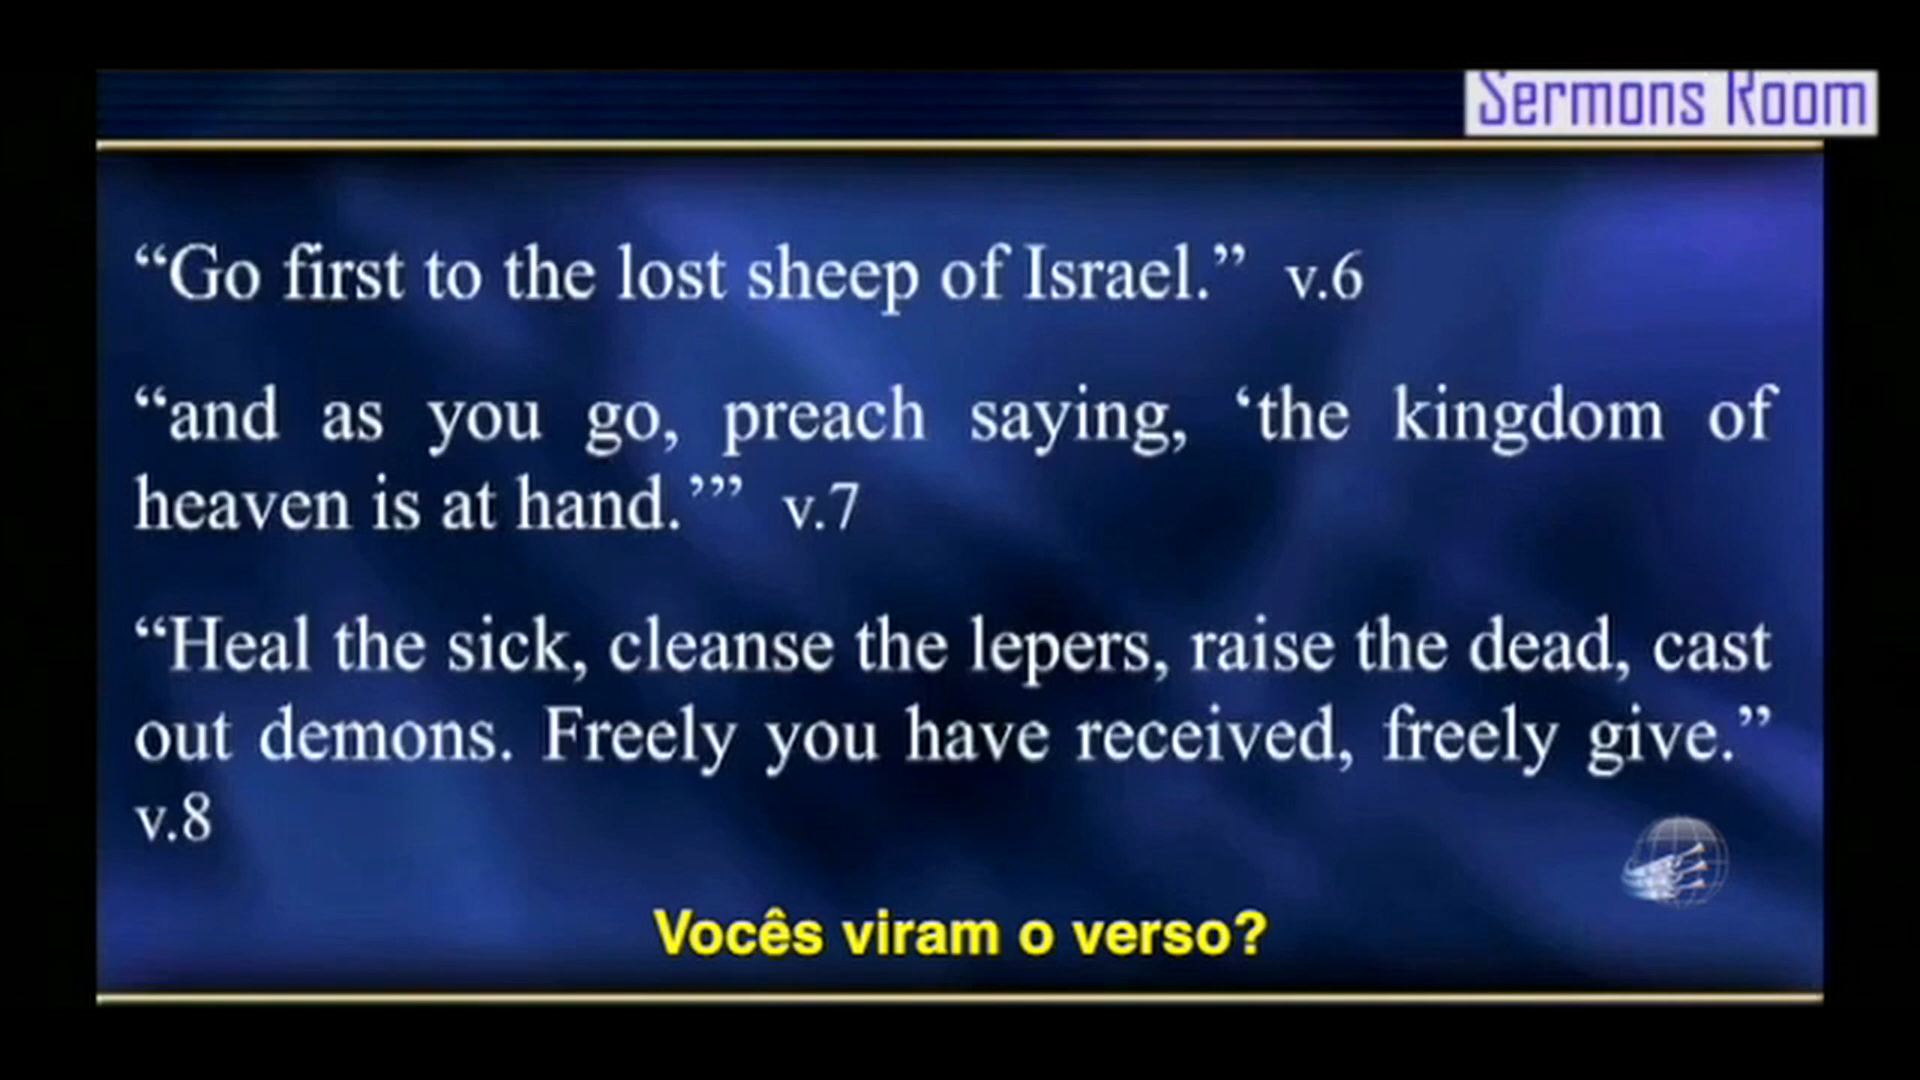 Sermons Room
“Go first to the lost sheep of Israel.” v.6
“and as you go, preach saying, ‘the kingdom of
heaven is at hand.’” v.7
“Heal the sick, cleanse the lepers, raise the dead, cast
out demons. Freely you have received, freely give.”
v.8
Vocês viram o verso?